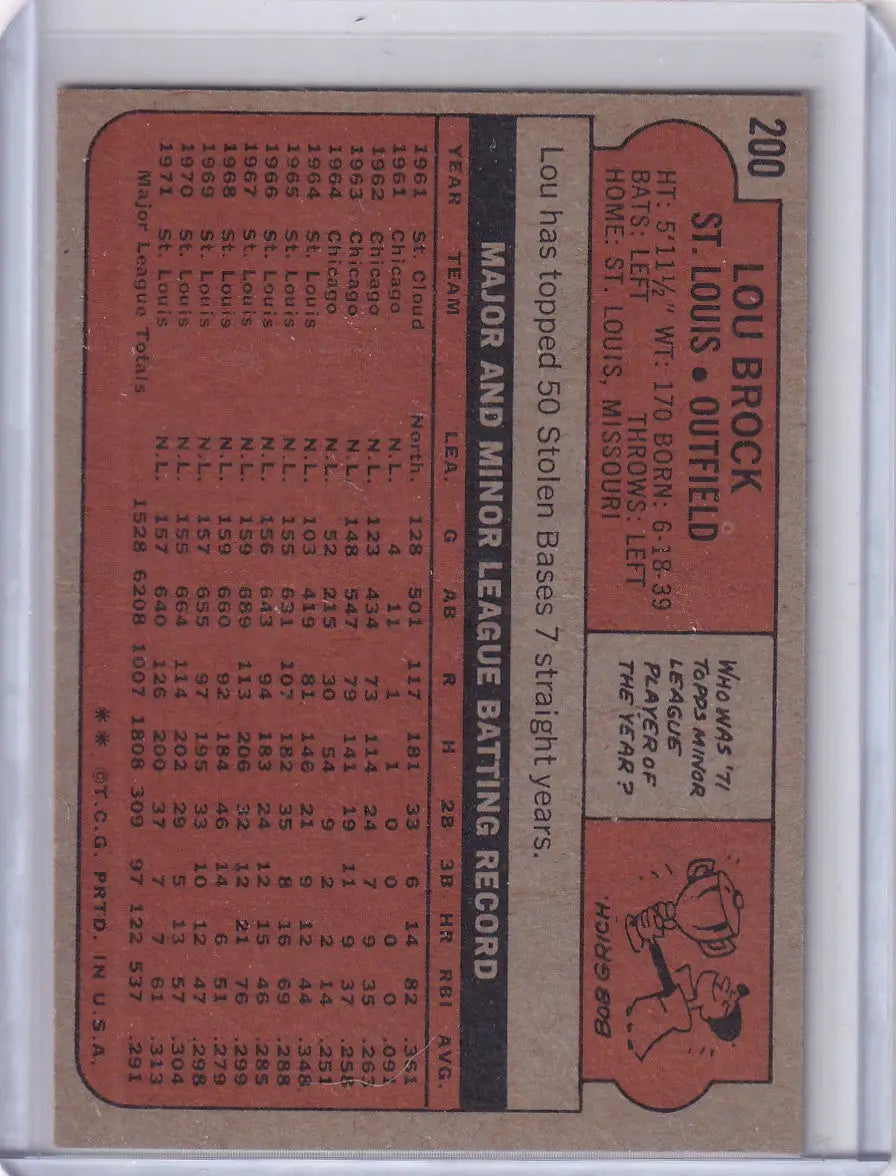 200
LOU BROCK
ST. LOUIS • OUTFIELD
HT: 5'11½" WT: 170 BORN: 6-18-39
BATS: LEFT THROWS: LEFT
HOME: ST. LOUIS, MISSOURI
WHO WAS '71
TOPPS MINOR
LEAGUE
PLAYER OF
THE YEAR?
BOB GHICH.
Lou has topped 50 Stolen Bases 7 straight years.
MAJOR AND MINOR LEAGUE BATTING RECORD
YEAR TEAM LEA. G AB R H 2B 3B HR RBI AVG.
1961 St. Cloud North. 128 501 117 181 33 6 14 82 .361
1961 Chicago N.L. 4 11 1 1 0 0 0 0 .091
1962 Chicago N.L. 123 434 73 114 24 7 9 35 .263
1963 Chicago N.L. 148 547 79 141 19 11 9 37 .258
1964 Chicago N.L. 52 215 30 54 9 2 2 14 .251
1964 St. Louis N.L. 103 419 81 146 21 9 12 44 .348
1965 St. Louis N.L. 155 631 107 182 35 8 16 69 .288
1966 St. Louis N.L. 156 643 94 183 24 12 15 46 .285
1967 St. Louis N.L. 159 689 113 206 32 12 21 76 .299
1968 St. Louis N.L. 159 660 92 184 46 14 6 51 .279
1969 St. Louis N.L. 157 655 97 195 33 10 12 47 .298
1970 St. Louis N.L. 155 664 114 202 29 5 13 57 .304
1971 St. Louis N.L. 157 640 126 200 37 7 7 61 .313
Major League Totals 1528 6208 1007 1808 309 97 122 537 .291
** ©T.C.G. PRTD. IN U.S.A.